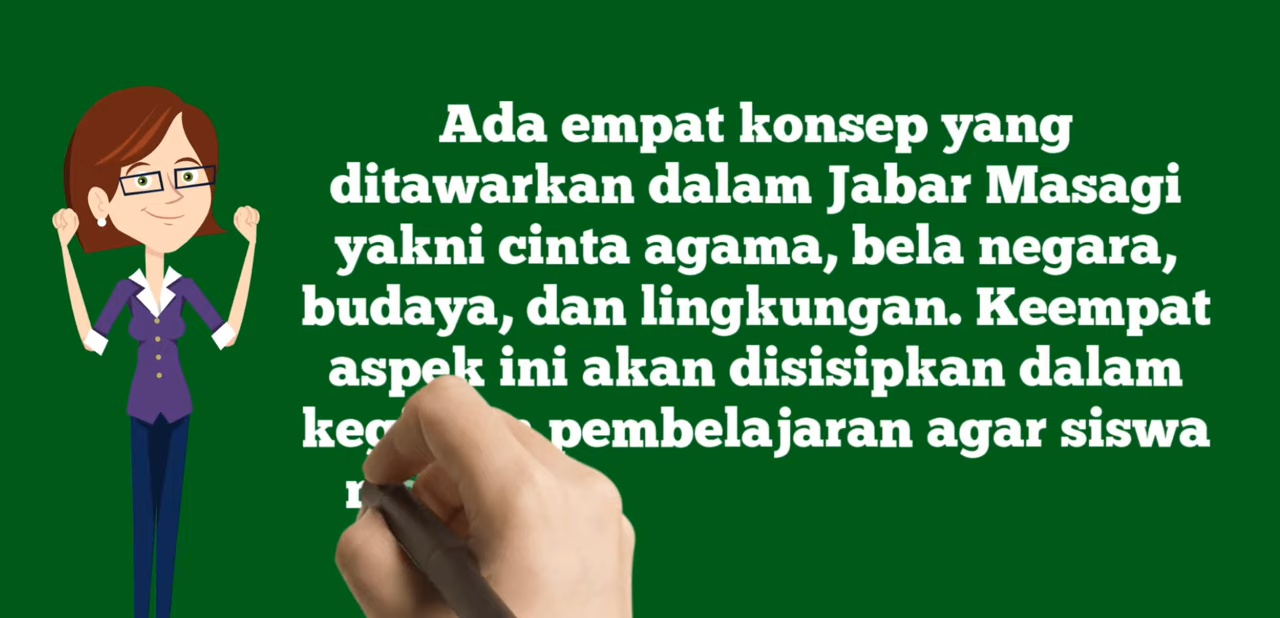 Ada empat konsep yang
ditawarkan dalam Jabar Masagi
yakni cinta agama, bela negara,
budaya, dan lingkungan. Keempat
aspek ini akan disisipkan dalam
pembelajaran agar siswa